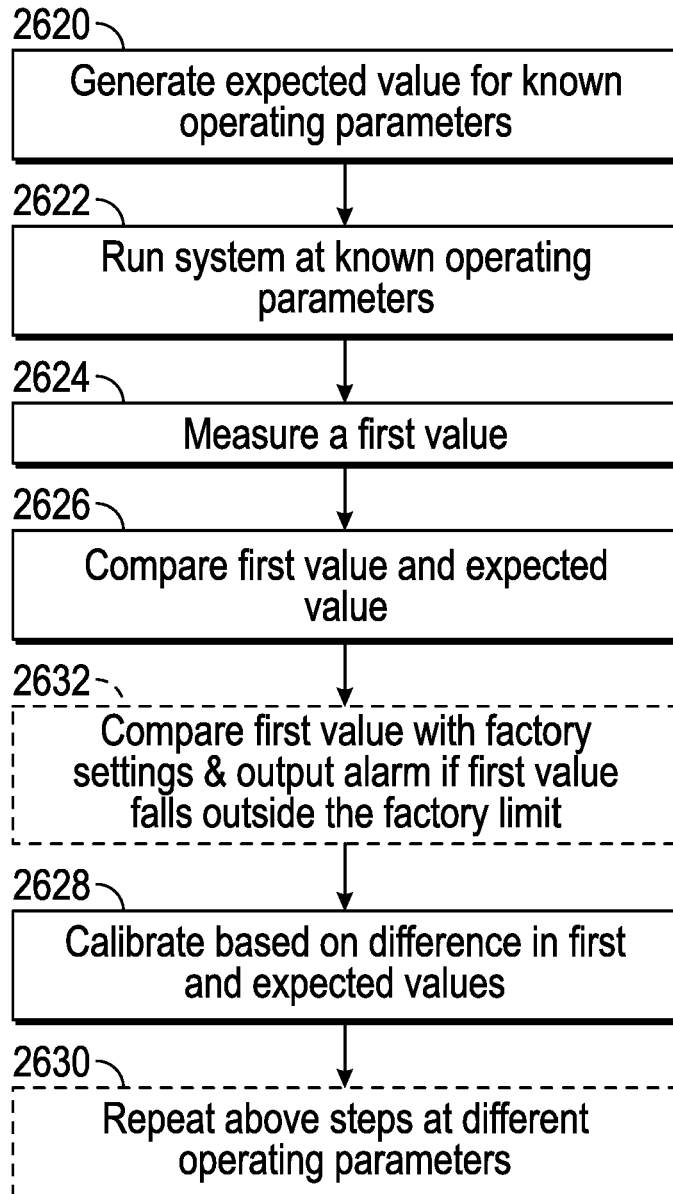 2620
Generate expected value for known
operating parameters
2622
Run system at known operating
parameters
2624
Measure a first value
2626
Compare first value and expected
value
2632
Compare first value with factory
settings & output alarm if first value
falls outside the factory limit
2628
Calibrate based on difference in first
and expected values
2630
Repeat above steps at different
operating parameters